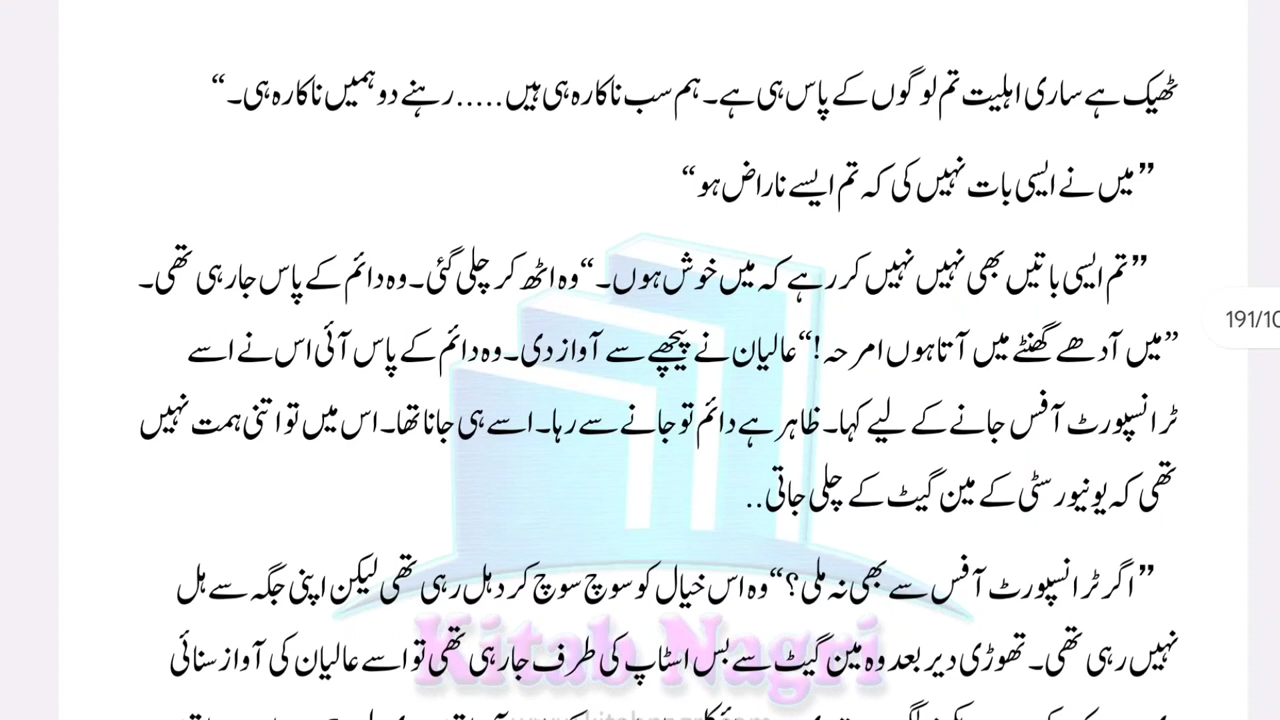 ٹھیک ہے ساری اہلیت تم لوگوں کے پاس ہی ہے۔ ہم سب ناکارہ ہی ہیں..... رہنے دو ہمیں ناکارہ ہی۔“
”میں نے ایسی بات نہیں کی کہ تم ایسے ناراض ہو“
”تم ایسی باتیں بھی نہیں نہیں کر رہے کہ میں خوش ہوں۔“ وہ اٹھ کر چلی گئی۔ وہ دائم کے پاس جا رہی تھی۔
191/10
”میں آدھے گھنٹے میں آتا ہوں امرحہ!“ عالیان نے پیچھے سے آواز دی۔ وہ دائم کے پاس آئی اس نے اسے
ٹرانسپورٹ آفس جانے کے لیے کہا۔ ظاہر ہے دائم تو جانے سے رہا۔ اسے ہی جانا تھا۔ اس میں تو اتنی ہمت نہیں
تھی کہ یونیورسٹی کے مین گیٹ کے چلی جاتی..
”اگر ٹرانسپورٹ آفس سے بھی نہ ملی؟“ وہ اس خیال کو سوچ سوچ کر دہل رہی تھی لیکن اپنی جگہ سے ہل
نہیں رہی تھی۔ تھوڑی دیر بعد وہ مین گیٹ سے بس اسٹاپ کی طرف جا رہی تھی تو اسے عالیان کی آواز سنائی
Kitab Nagri